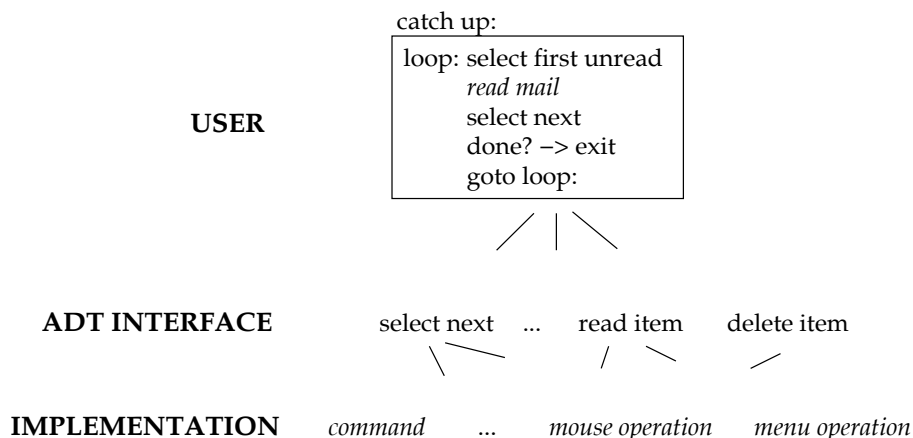 catch up:
loop: select first unread
read mail
select next
done? −> exit
goto loop:
USER
ADT INTERFACE select next ... read item delete item
IMPLEMENTATION command ... mouse operation menu operation